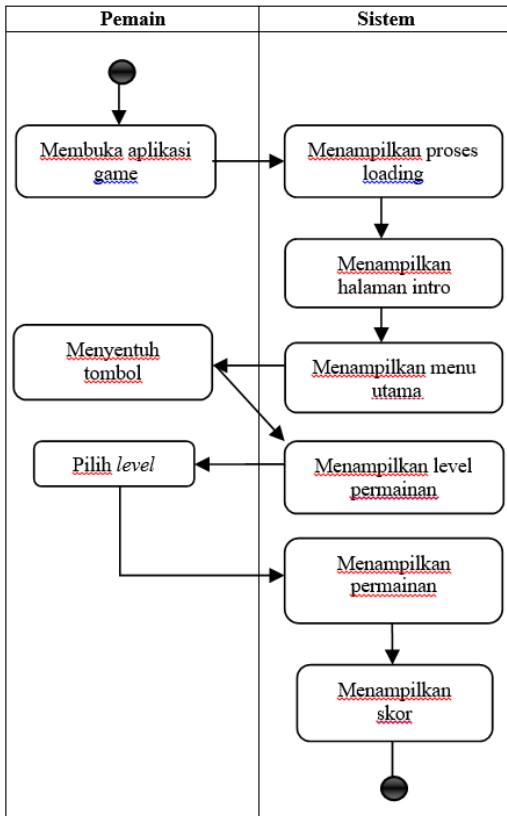 Pemain
Sistem
Membuka aplikasi
game
Menampilkan proses
loading
Menampilkan
halaman intro
Menyentuh
tombol
Menampilkan menu
utama
Pilih level
Menampilkan level
permainan
Menampilkan
permainan
Menampilkan
skor